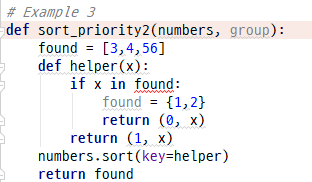 # Example 3
def sort_priority2(numbers, group):
    found = [3,4,56]
    def helper(x):
        if x in found:
            found = {1,2}
            return (0, x)
        return (1, x)
    numbers.sort(key=helper)
    return found